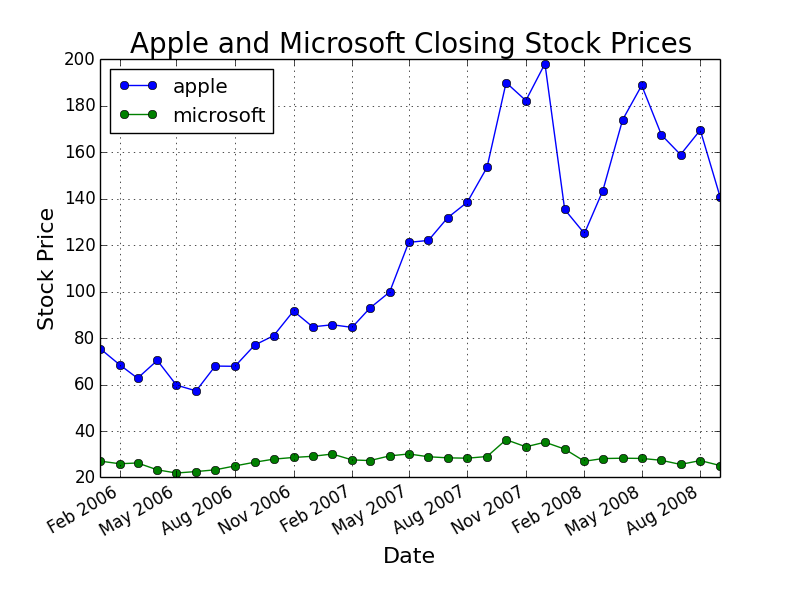 Apple and Microsoft Closing Stock Prices
200
180
160
140
120
100
80
60
40
20
apple
microsoft
Stock Price
Feb 2006
May 2006
Aug 2006
Nov 2006
Feb 2007
May 2007
Aug 2007
Nov 2007
Feb 2008
May 2008
Aug 2008
Date